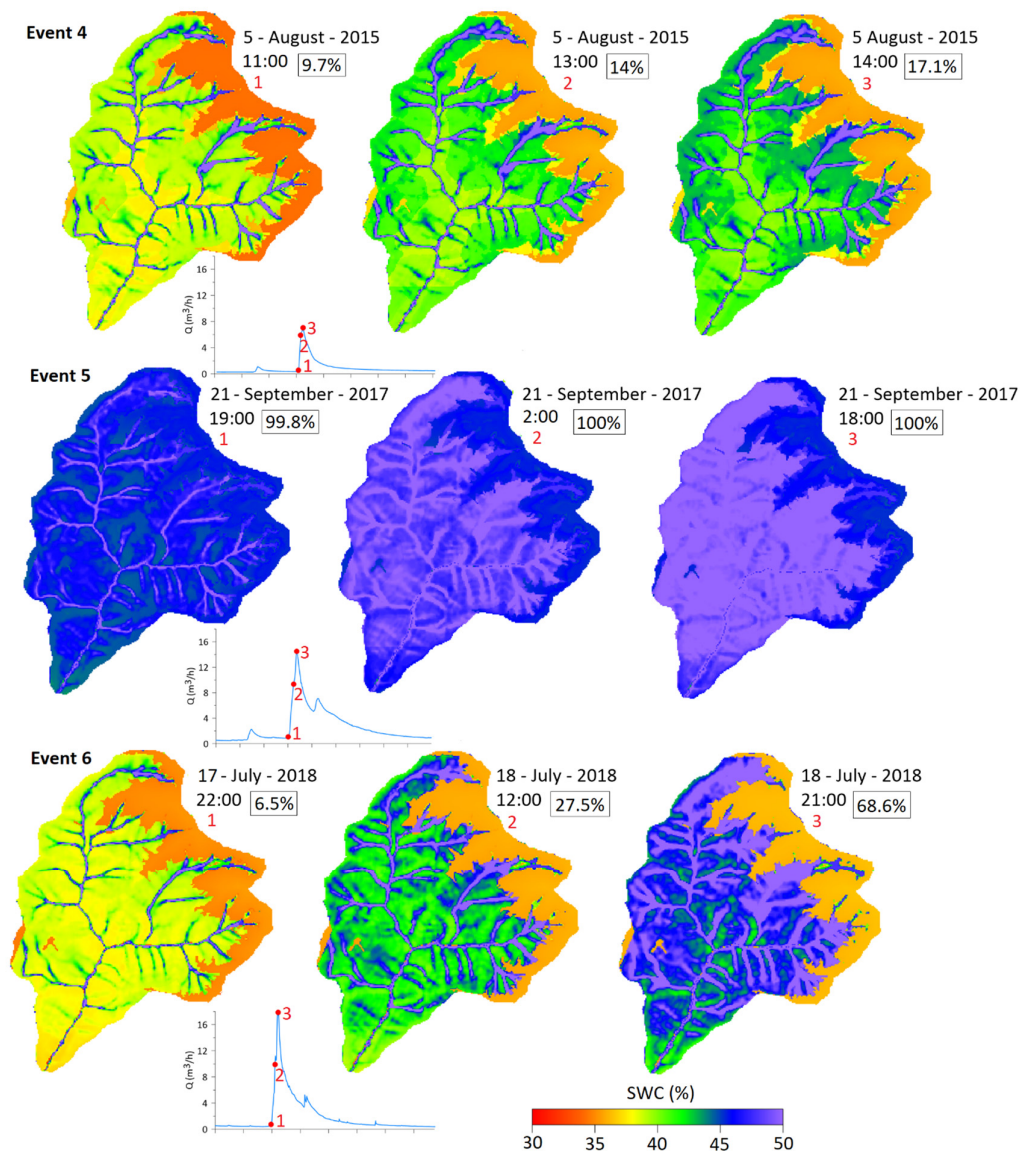 Event 4
5 - August - 2015
11:00 9.7%
1
5 - August - 2015
13:00 14%
2
5 August 2015
14:00 17.1%
3
16
12
8
4
0
Q (m³/h)
3
2
1
Event 5
21 - September - 2017
19:00 99.8%
1
21 - September - 2017
2:00 100%
2
21 - September - 2017
18:00 100%
3
16
12
8
4
0
Q (m³/h)
3
2
1
Event 6
17 - July - 2018
22:00 6.5%
1
18 - July - 2018
12:00 27.5%
2
18 - July - 2018
21:00 68.6%
3
16
12
8
4
0
Q (m³/h)
3
2
1
SWC (%)
30 35 40 45 50